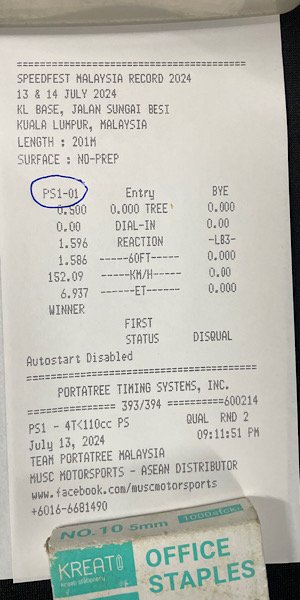 ========================================
SPEEDFEST MALAYSIA RECORD 2024
13 & 14 JULY 2024
KL BASE, JALAN SUNGAI BESI
KUALA LUMPUR, MALAYSIA
LENGTH : 201M
SURFACE : NO-PREP
========================================
PS1-01 Entry BYE
0.500 0.000 TREE 0.000
0.00 DIAL-IN 0.00
1.596 REACTION -L83-
1.586 -----60FT----- 0.000
152.09 -----KM/H----- 0.00
6.937 ------ET------ 0.000
WINNER
FIRST
STATUS DISQUAL
Autostart Disabled
========================================
PORTATREE TIMING SYSTEMS, INC.
================ 393/394 ===========600214
PS1 - 4T<110cc PS QUAL RND 2
July 13, 2024 09:11:51 PM
TEAM PORTATREE MALAYSIA
MUSC MOTORSPORTS - ASEAN DISTRIBUTOR
www.facebook.com/muscmotorsports
+6016-6681490
NO.10 5mm 1000stck!
KREATO OFFICE
kreat stationery STAPLES